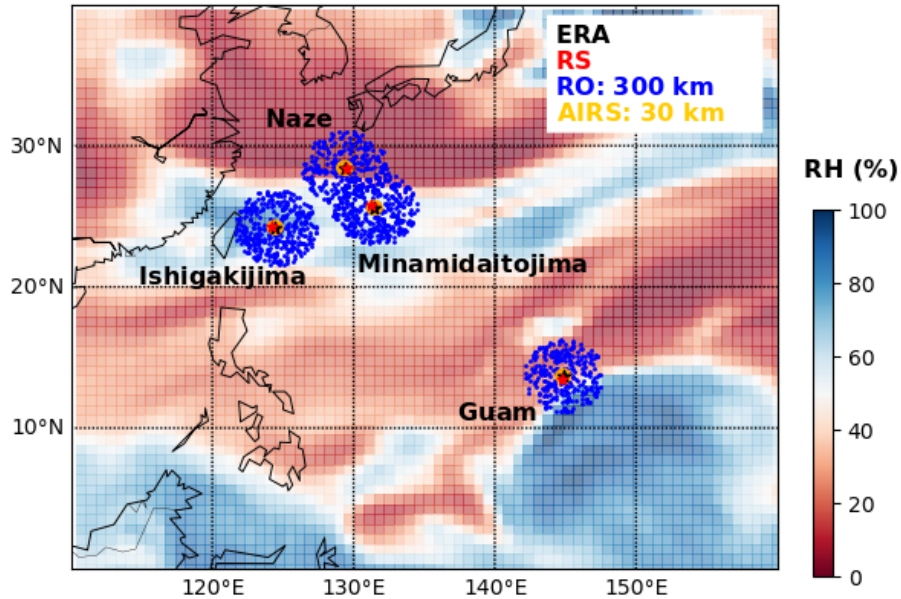 ERA
RS
RO: 300 km
AIRS: 30 km
Naze
Ishigakijima
Minamidaitojima
Guam
30°N
20°N
10°N
120°E
130°E
140°E
150°E
RH (%)
100
80
60
40
20
0